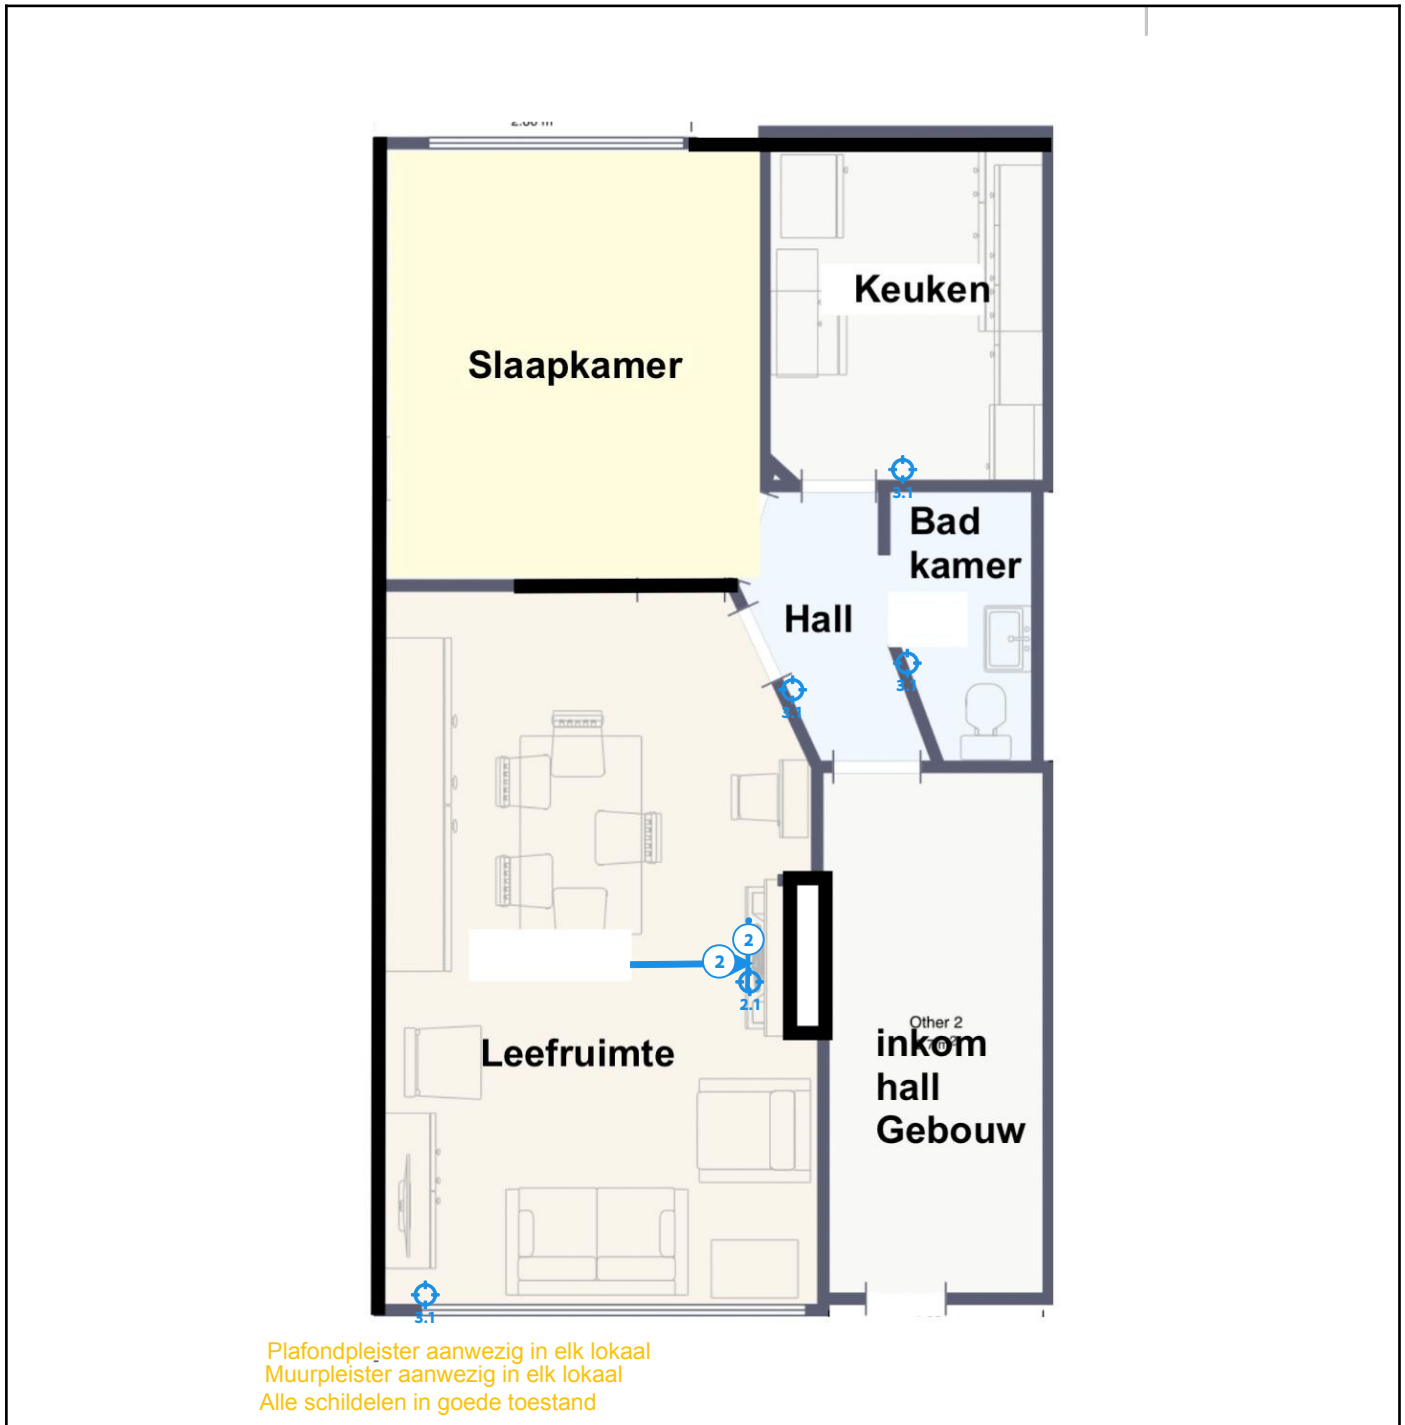 Keuken
Slaapkamer
3.1
Bad
kamer
Hall
3.1
3.1
2
2
2.1
Other 2
inkom
Leefruimte
hall
Gebouw
3.1
Plafondpleister aanwezig in elk lokaal
Muurpleister aanwezig in elk lokaal
Alle schildelen in goede toestand